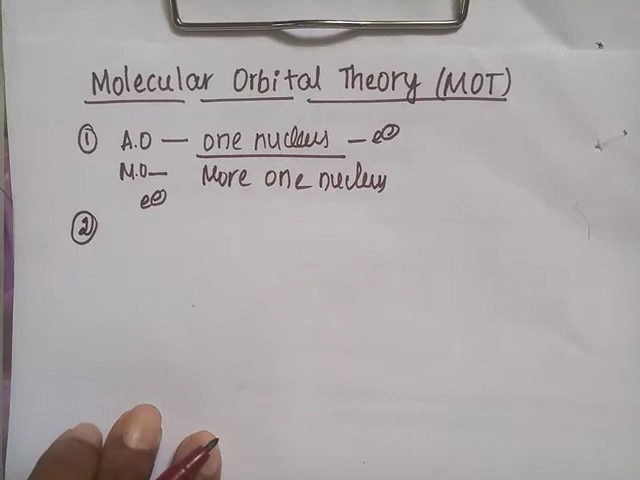 Molecular Orbital Theory (MOT)
① A.O — one nucleus — e⊖
M.O — More one nucleus
e⊖
②